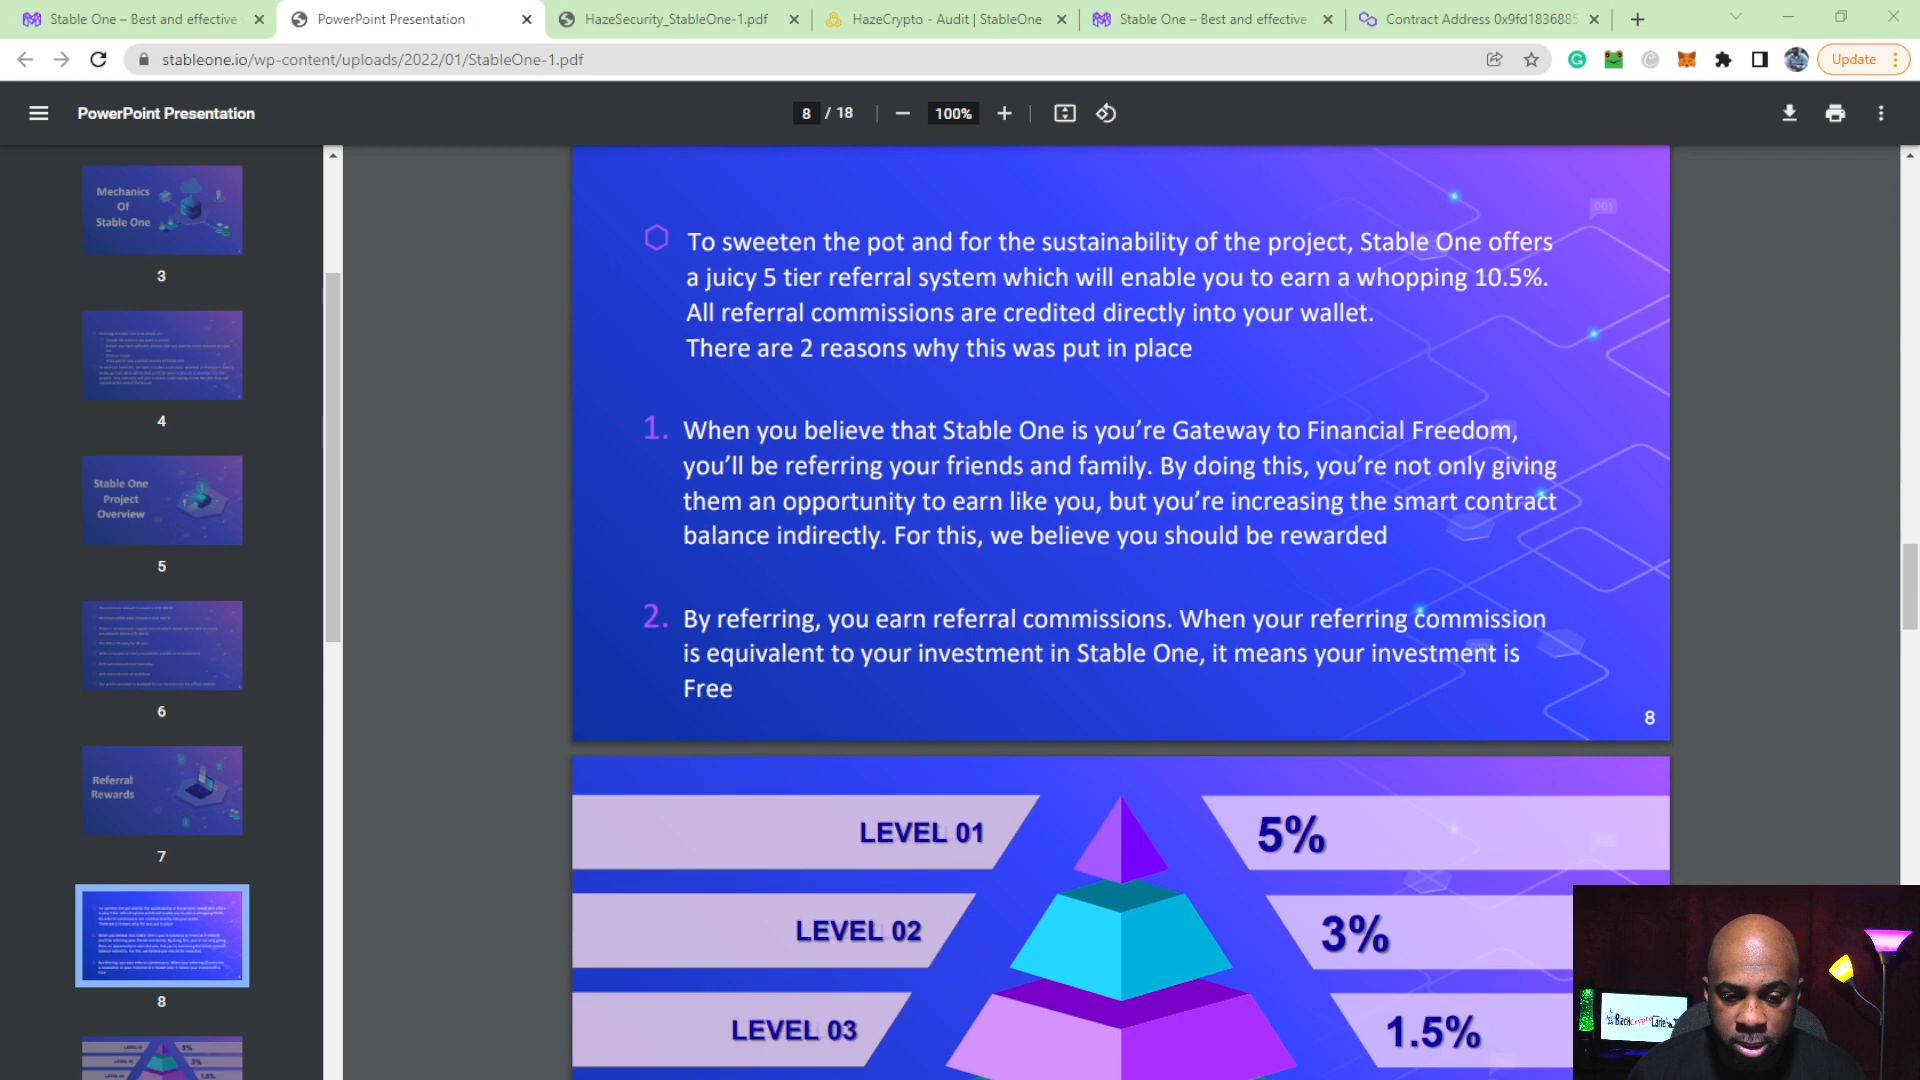 Stable One – Best and effective
PowerPoint Presentation
HazeSecurity_StableOne-1.pdf
HazeCrypto - Audit | StableOne
Stable One – Best and effective
Contract Address 0x9fd1836885
stableone.io/wp-content/uploads/2022/01/StableOne-1.pdf
Update
PowerPoint Presentation
8 / 18
100%
Mechanics
Of
Stable One
3
4
Stable One
Project
Overview
5
6
Referral
Rewards
7
8
To sweeten the pot and for the sustainability of the project, Stable One offers
a juicy 5 tier referral system which will enable you to earn a whopping 10.5%.
All referral commissions are credited directly into your wallet.
There are 2 reasons why this was put in place
1. When you believe that Stable One is you’re Gateway to Financial Freedom,
you’ll be referring your friends and family. By doing this, you’re not only giving
them an opportunity to earn like you, but you’re increasing the smart contract
balance indirectly. For this, we believe you should be rewarded
2. By referring, you earn referral commissions. When your referring commission
is equivalent to your investment in Stable One, it means your investment is
Free
8
LEVEL 01
5%
LEVEL 02
3%
LEVEL 03
1.5%